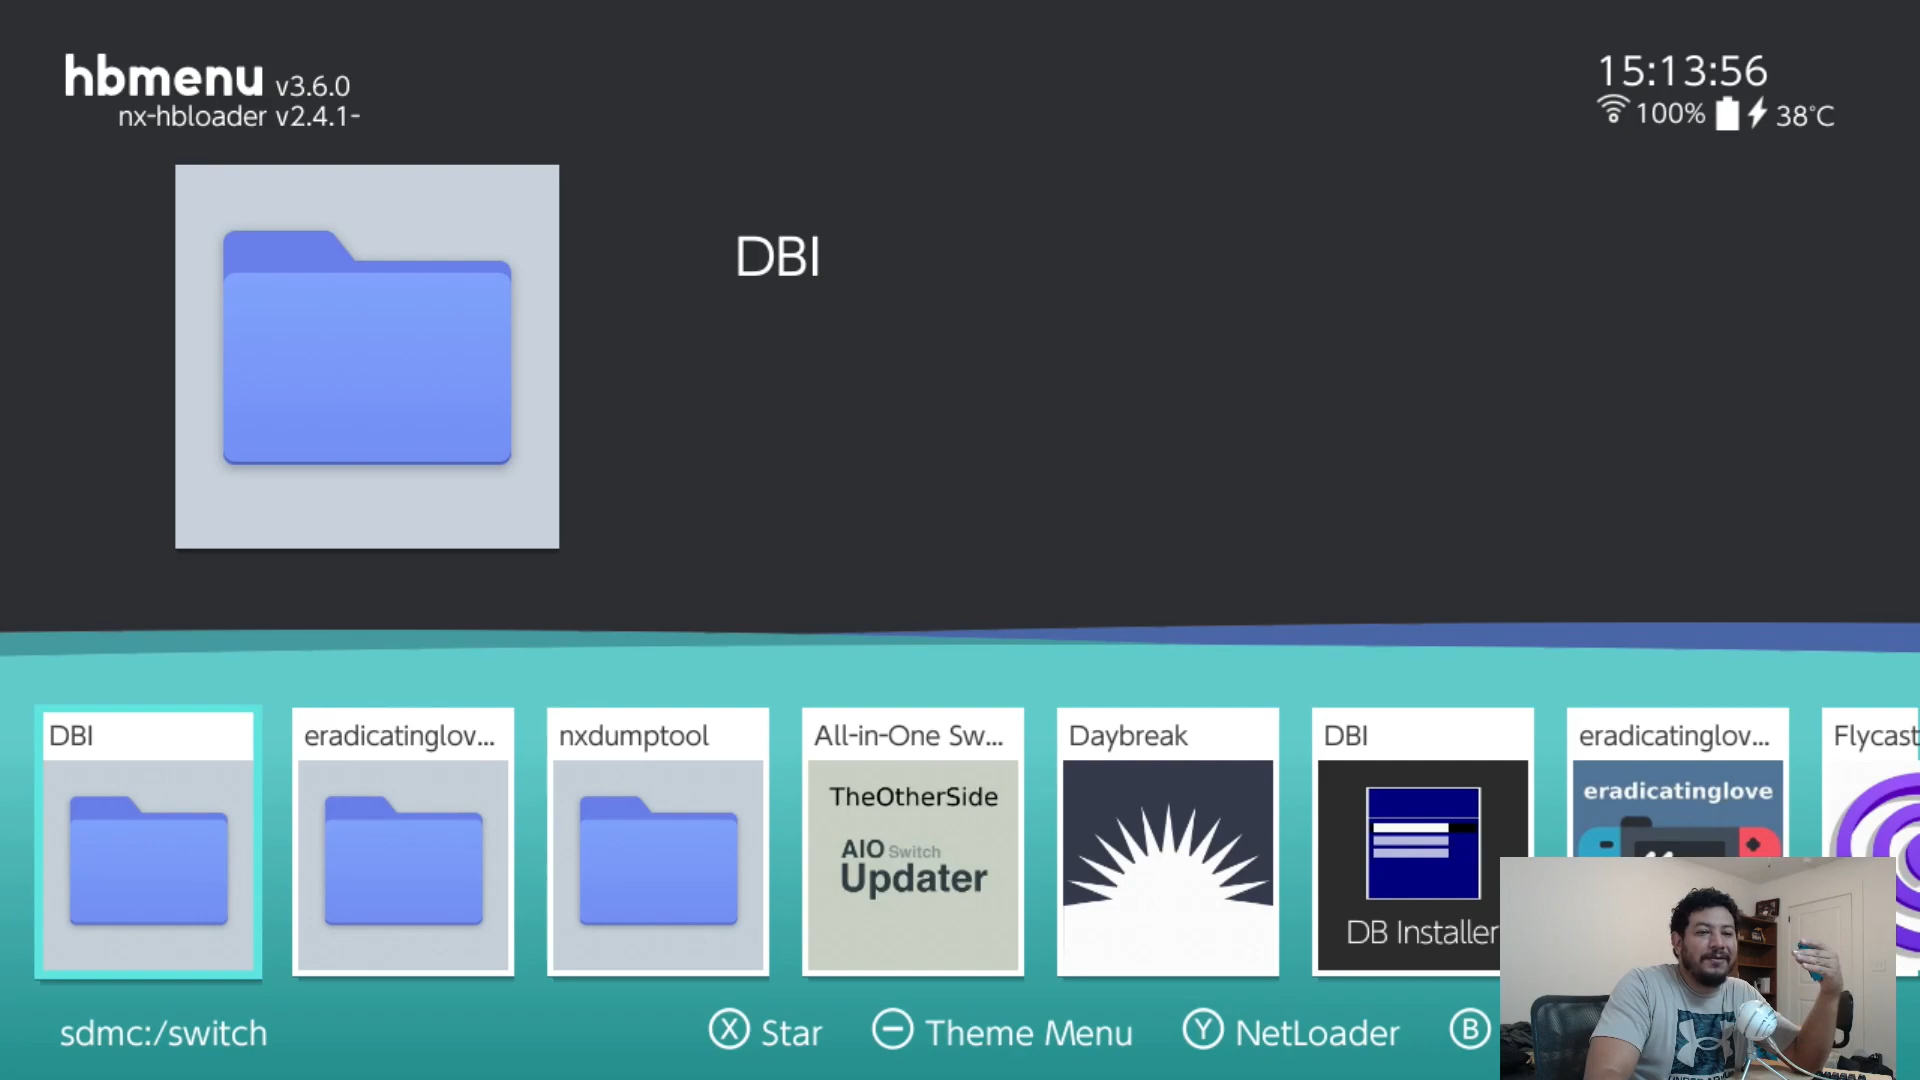 hbmenu v3.6.0
nx-hbloader v2.4.1-
15:13:56
100% 38°C
DBI
DBI
eradicatinglov...
nxdumptool
All-in-One Sw...
Daybreak
DBI
eradicatinglov...
Flycast
TheOtherSide
AIO Switch
Updater
DB Installer
eradicatinglove
sdmc:/switch
X Star
Theme Menu
Y NetLoader
B